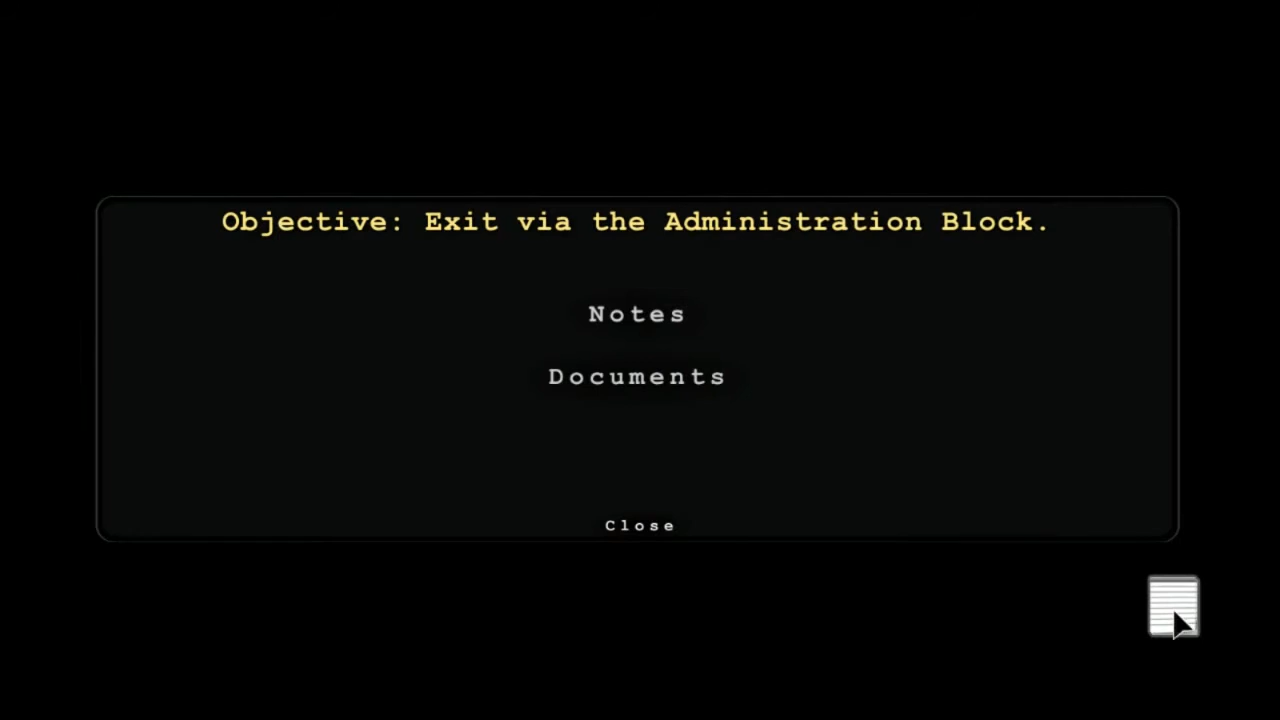 Objective: Exit via the Administration Block.
Notes
Documents
Close